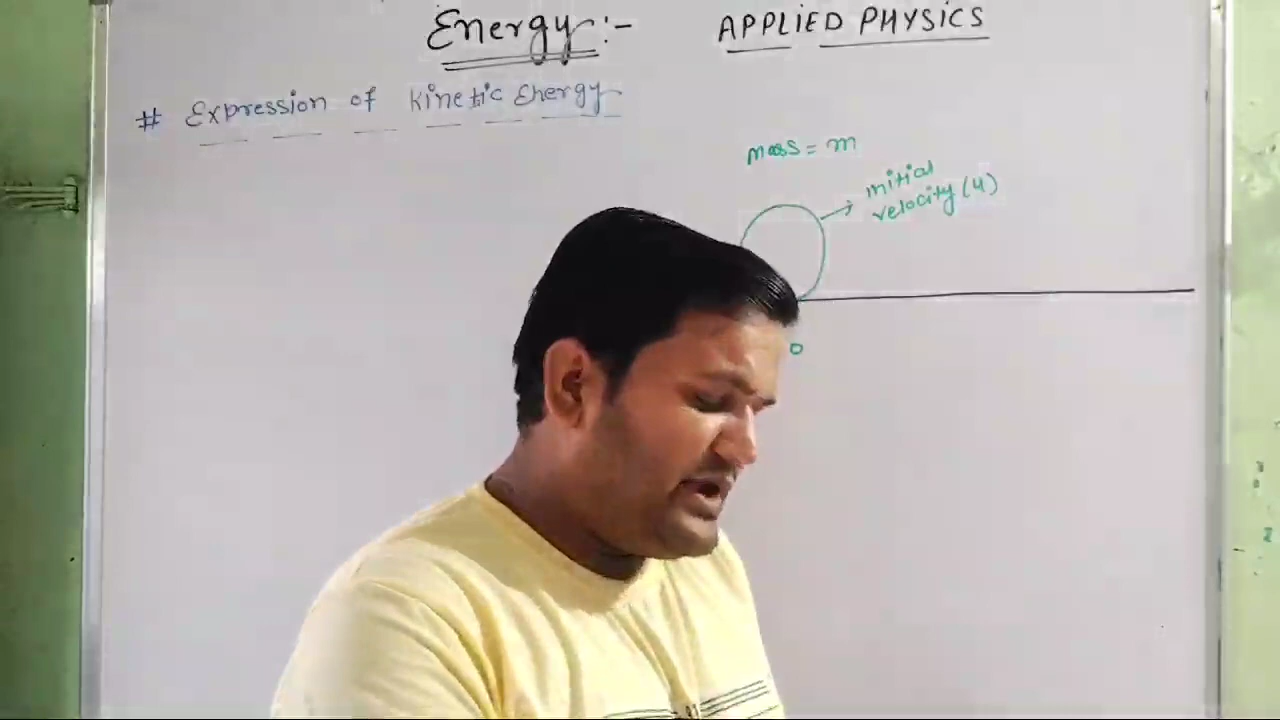 Energy:-
APPLIED PHYSICS
# Expression of Kinetic Energy
mass = m
initial
velocity (u)
o